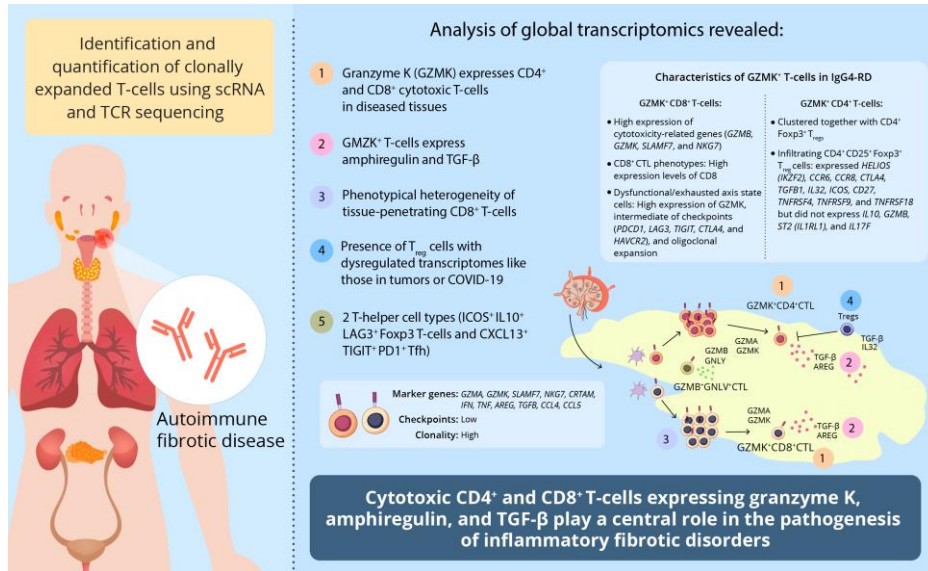 Identification and
quantification of clonally
expanded T-cells using scRNA
and TCR sequencing
Autoimmune
fibrotic disease
Analysis of global transcriptomics revealed:
1
Granzyme K (GZMK) expresses CD4⁺
and CD8⁺ cytotoxic T-cells
in diseased tissues
2
GMZK⁺ T-cells express
amphiregulin and TGF-β
3
Phenotypical heterogeneity of
tissue-penetrating CD8⁺ T-cells
4
Presence of Treg cells with
dysregulated transcriptomes like
those in tumors or COVID-19
5
2 T-helper cell types (ICOS⁺ IL10⁺
LAG3⁺ Foxp3 T-cells and CXCL13⁺
TIGIT⁺ PD1⁺ Tfh)
Marker genes: GZMA, GZMK, SLAMF7, NKG7, CRTAM,
IFN, TNF, AREG, TGFB, CCL4, CCL5
Checkpoints: Low
Clonality: High
Characteristics of GZMK⁺ T-cells in IgG4-RD
GZMK⁺ CD8⁺ T-cells:
• High expression of
cytotoxicity-related genes (GZMB,
GZMK, SLAMF7, and NKG7)
• CD8⁺ CTL phenotypes: High
expression levels of CD8
• Dysfunctional/exhausted axis state
cells: High expression of GZMK,
intermediate of checkpoints
(PDCD1, LAG3, TIGIT, CTLA4, and
HAVCR2), and oligoclonal
expansion
GZMK⁺ CD4⁺ T-cells:
• Clustered together with CD4⁺
Foxp3⁺ Tregs
• Infiltrating CD4⁺ CD25⁺ Foxp3⁺
Treg cells: expressed HELIOS
(IKZF2), CCR6, CCR8, CTLA4,
TGFB1, IL32, ICOS, CD27,
TNFRSF4, TNFRSF9, and TNFRSF18
but did not express IL10, GZMB,
ST2 (IL1RL1), and IL17F
1
GZMK⁺CD4⁺CTL
4
Tregs
TGF-β
IL32
GZMA
GZMK
GZMB
GNLY
GZMB⁺GNLV⁺CTL
TGF-β
AREG
2
3
GZMA
GZMK
GZMK⁺CD8⁺CTL
TGF-β
AREG
2
1
Cytotoxic CD4⁺ and CD8⁺ T-cells expressing granzyme K,
amphiregulin, and TGF-β play a central role in the pathogenesis
of inflammatory fibrotic disorders